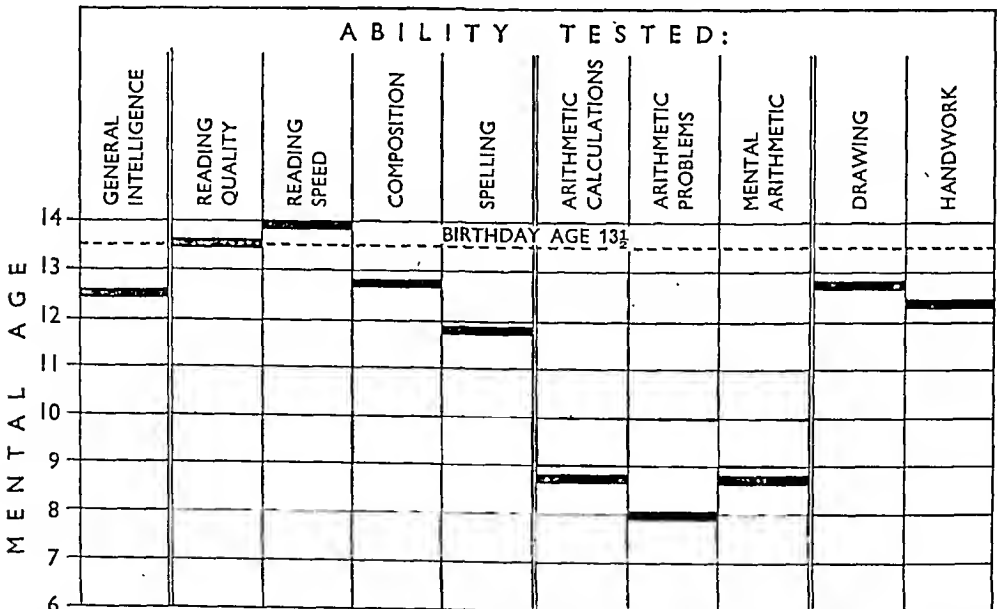 ABILITY TESTED:
GENERAL
INTELLIGENCE
READING
QUALITY
READING
SPEED
COMPOSITION
SPELLING
ARITHMETIC
CALCULATIONS
ARITHMETIC
PROBLEMS
MENTAL
ARITHMETIC
DRAWING
HANDWORK
MENTAL AGE
14
BIRTHDAY AGE 13½
13
12
11
10
9
8
7
6